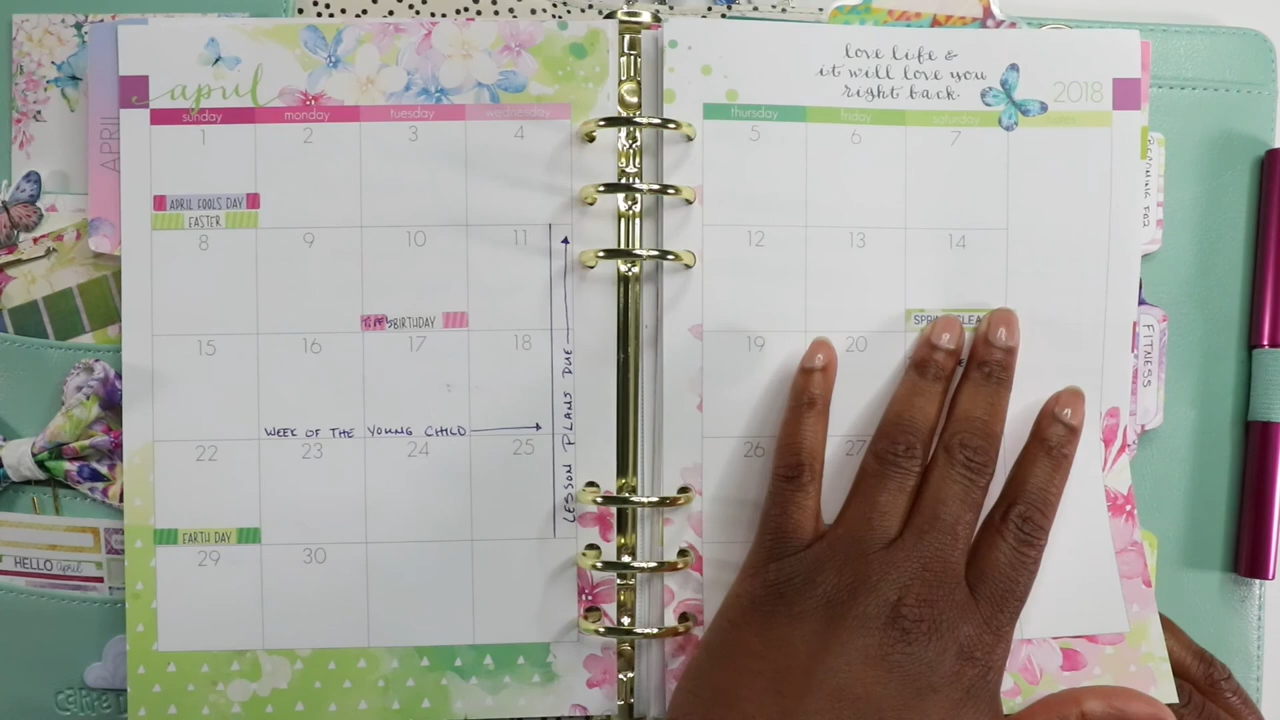 april
love life &
it will love you
right back.
2018
sunday monday tuesday wednesday thursday friday saturday
1 2 3 4 5 6 7
APRIL FOOLS DAY
EASTER
8 9 10 11 12 13 14
BIRTHDAY
15 16 17 18 19 20
WEEK OF THE YOUNG CHILD
22 23 24 25 26 27
EARTH DAY
29 30
LESSON PLANS DUE
APRIL
HELLO april
BECOMING FAB
FITNESS